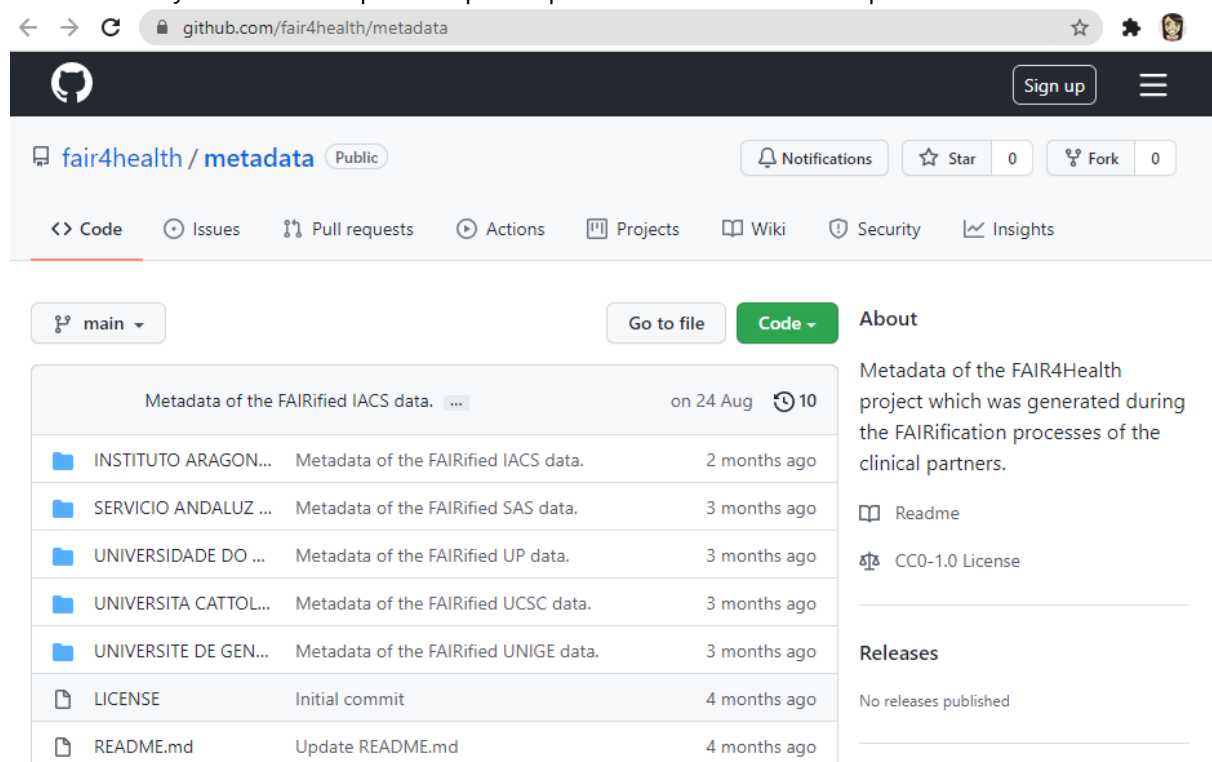 github.com/fair4health/metadata
Sign up
fair4health / metadata Public
Notifications Star 0 Fork 0
<> Code Issues Pull requests Actions Projects Wiki Security Insights
main Go to file Code
Metadata of the FAIRified IACS data. ... on 24 Aug 10
INSTITUTO ARAGON... Metadata of the FAIRified IACS data. 2 months ago
SERVICIO ANDALUZ ... Metadata of the FAIRified SAS data. 3 months ago
UNIVERSIDADE DO ... Metadata of the FAIRified UP data. 3 months ago
UNIVERSITA CATTOL... Metadata of the FAIRified UCSC data. 3 months ago
UNIVERSITE DE GEN... Metadata of the FAIRified UNIGE data. 3 months ago
LICENSE Initial commit 4 months ago
README.md Update README.md 4 months ago
About
Metadata of the FAIR4Health
project which was generated during
the FAIRification processes of the
clinical partners.
Readme
CC0-1.0 License
Releases
No releases published